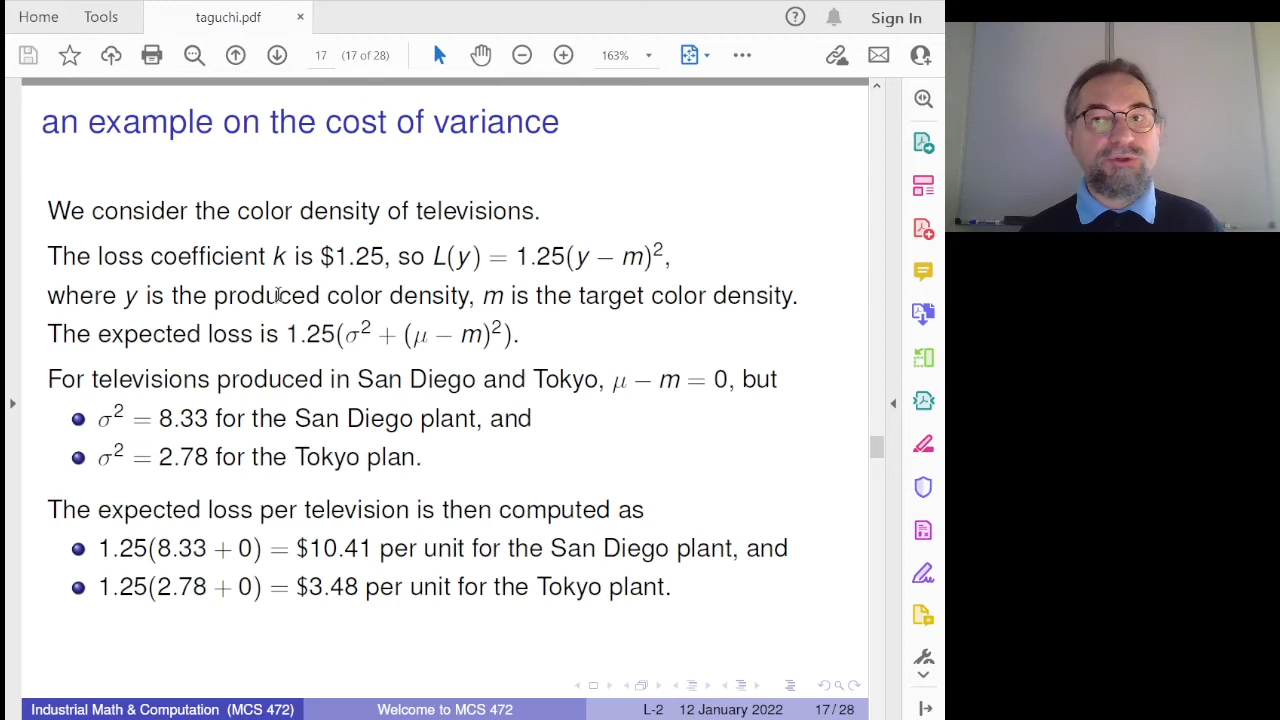 Home Tools taguchi.pdf × ? Sign In
17 (17 of 28) 163%
an example on the cost of variance
We consider the color density of televisions.
The loss coefficient k is $1.25, so L(y) = 1.25(y − m)²,
where y is the produced color density, m is the target color density.
The expected loss is 1.25(σ² + (μ − m)²).
For televisions produced in San Diego and Tokyo, μ − m = 0, but
σ² = 8.33 for the San Diego plant, and
σ² = 2.78 for the Tokyo plan.
The expected loss per television is then computed as
1.25(8.33 + 0) = $10.41 per unit for the San Diego plant, and
1.25(2.78 + 0) = $3.48 per unit for the Tokyo plant.
Industrial Math & Computation (MCS 472) Welcome to MCS 472 L-2 12 January 2022 17 / 28